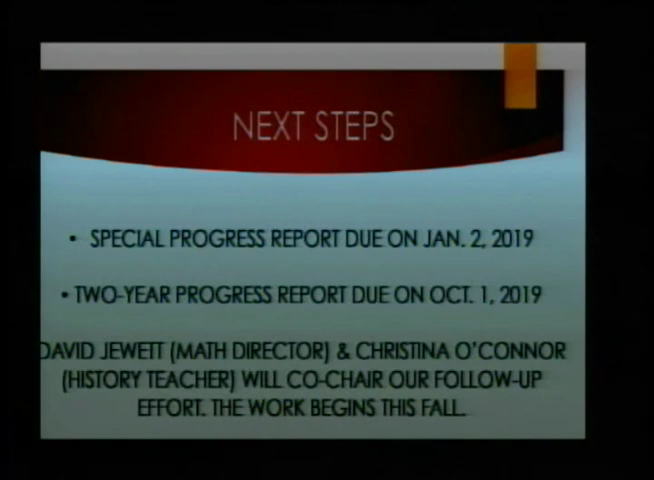 NEXT STEPS
• SPECIAL PROGRESS REPORT DUE ON JAN. 2, 2019
• TWO-YEAR PROGRESS REPORT DUE ON OCT. 1, 2019
DAVID JEWETT (MATH DIRECTOR) & CHRISTINA O'CONNOR
(HISTORY TEACHER) WILL CO-CHAIR OUR FOLLOW-UP
EFFORT. THE WORK BEGINS THIS FALL.